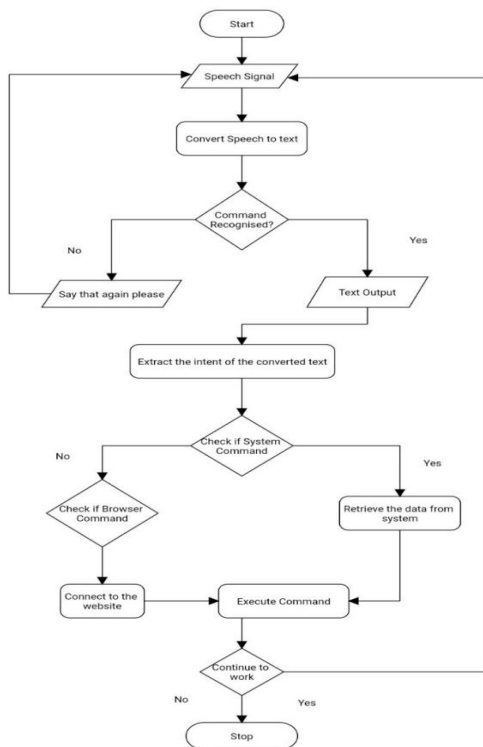 Start
Speech Signal
Convert Speech to text
Command
Recognised?
No
Yes
Say that again please
Text Output
Extract the intent of the converted text
Check if System
Command
No
Yes
Check if Browser
Command
Retrieve the data from
system
Connect to the
website
Execute Command
Continue to
work
No
Yes
Stop